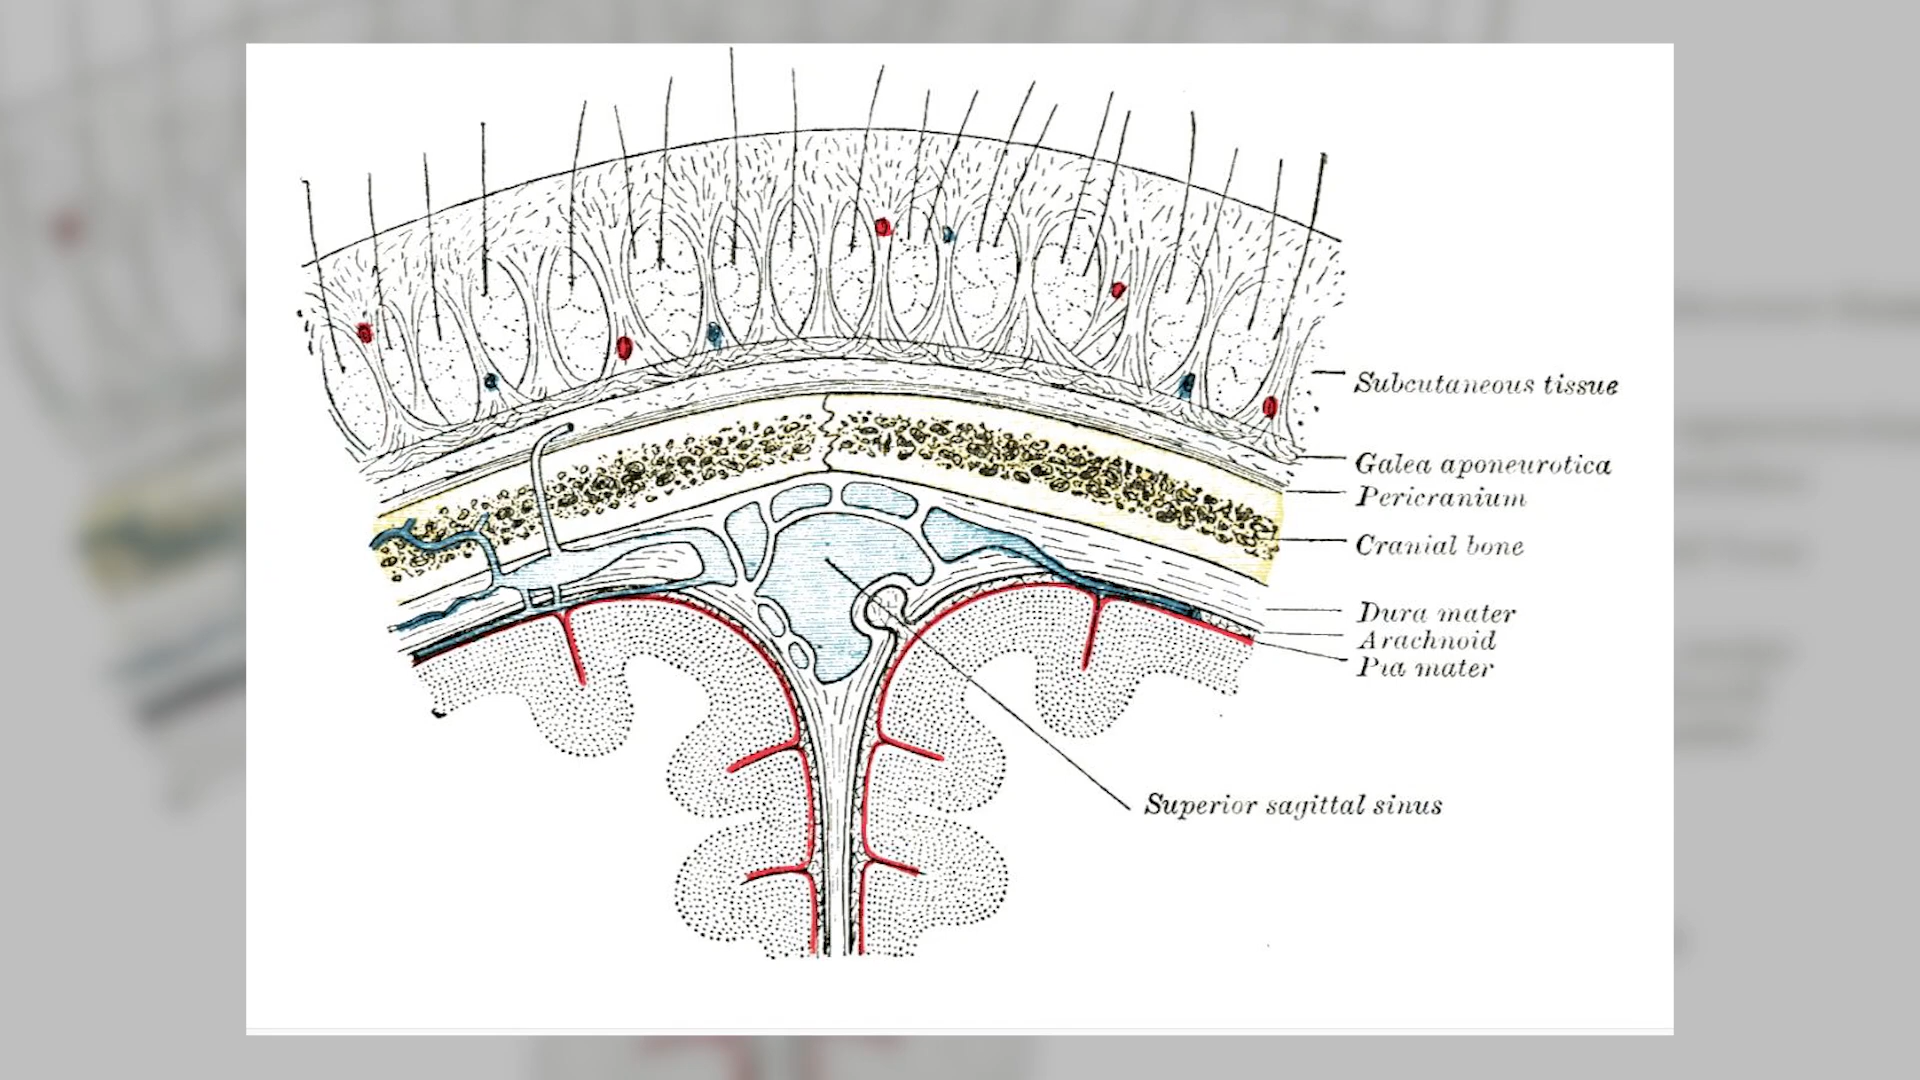 Subcutaneous tissue
Galea aponeurotica
Pericranium
Cranial bone
Dura mater
Arachnoid
Pia mater
Superior sagittal sinus